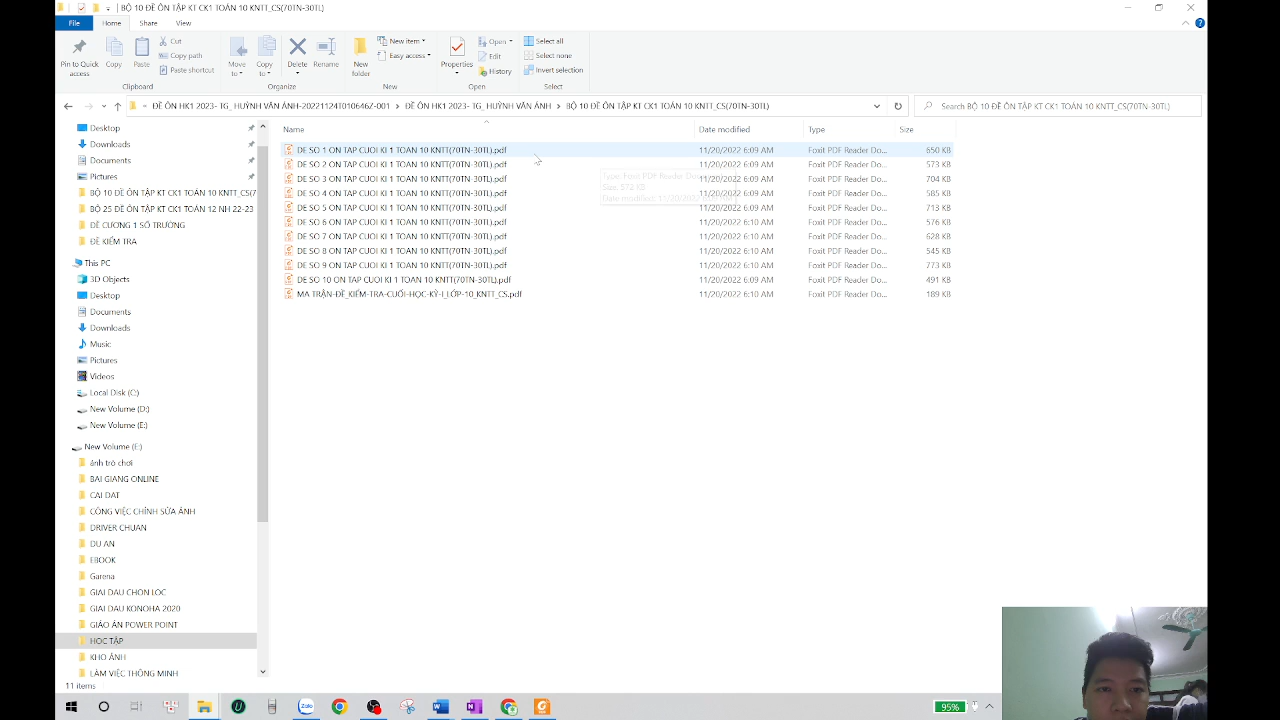 BỘ 10 ĐỀ ÔN TẬP KT CK1 TOÁN 10 KNTT_CS(70TN-30TL)
File Home Share View
Pin to Quick access
Copy
Paste
Cut
Copy path
Paste shortcut
Move to
Copy to
Delete
Rename
New folder
New item
Easy access
Properties
Open
Edit
History
Select all
Select none
Invert selection
Clipboard Organize New Open Select
ĐỀ ÔN HK1 2023- TG_ HUỲNH VĂN ÁNH-20221124T010646Z-001 > ĐỀ ÔN HK1 2023- TG_ HUỲNH VĂN ÁNH > BỘ 10 ĐỀ ÔN TẬP KT CK1 TOÁN 10 KNTT_CS(70TN-30TL)
Search BỘ 10 ĐỀ ÔN TẬP KT CK1 TOÁN 10 KNTT_CS(70TN-30TL)
Name Date modified Type Size
DE SO 1 ON TAP CUOI KI 1 TOAN 10 KNTT(70TN-30TL).pdf 11/20/2022 6:09 AM Foxit PDF Reader Do... 650 KB
DE SO 2 ON TAP CUOI KI 1 TOAN 10 KNTT(70TN-30TL).pdf 11/20/2022 6:09 AM Foxit PDF Reader Do... 573 KB
DE SO 3 ON TAP CUOI KI 1 TOAN 10 KNTT(70TN-30TL).pdf 11/20/2022 6:09 AM Foxit PDF Reader Do... 704 KB
DE SO 4 ON TAP CUOI KI 1 TOAN 10 KNTT(70TN-30TL).pdf 11/20/2022 6:09 AM Foxit PDF Reader Do... 585 KB
DE SO 5 ON TAP CUOI KI 1 TOAN 10 KNTT(70TN-30TL).pdf 11/20/2022 6:09 AM Foxit PDF Reader Do... 713 KB
DE SO 6 ON TAP CUOI KI 1 TOAN 10 KNTT(70TN-30TL).pdf 11/20/2022 6:10 AM Foxit PDF Reader Do... 576 KB
DE SO 7 ON TAP CUOI KI 1 TOAN 10 KNTT(70TN-30TL).pdf 11/20/2022 6:10 AM Foxit PDF Reader Do... 628 KB
DE SO 8 ON TAP CUOI KI 1 TOAN 10 KNTT(70TN-30TL).pdf 11/20/2022 6:10 AM Foxit PDF Reader Do... 545 KB
DE SO 9 ON TAP CUOI KI 1 TOAN 10 KNTT(70TN-30TL).pdf 11/20/2022 6:10 AM Foxit PDF Reader Do... 773 KB
DE SO 10 ON TAP CUOI KI 1 TOAN 10 KNTT(70TN-30TL).pdf 11/20/2022 6:09 AM Foxit PDF Reader Do... 491 KB
MA TRẬN-ĐỀ_KIỂM-TRA-CUỐI-HỌC-KỲ-I_LỚP-10_KNTT_CS.pdf 11/20/2022 6:10 AM Foxit PDF Reader Do... 189 KB
Size: 572 KB
Desktop
Downloads
Documents
Pictures
BỘ 10 ĐỀ ÔN TẬP KT CK1 TOÁN 10 KNTT_CS(7
BỘ 25 ĐỀ ÔN TẬP CK1 TOÁN 12 NH 22-23
ĐỀ CƯƠNG 1 SỐ TRƯỜNG
ĐỀ KIỂM TRA
This PC
3D Objects
Desktop
Documents
Downloads
Music
Pictures
Videos
Local Disk (C:)
New Volume (D:)
New Volume (E:)
New Volume (E:)
ảnh trò chơi
BAI GIANG ONLINE
CAI DAT
CÔNG VIỆC CHỈNH SỬA ẢNH
DRIVER CHUAN
DU AN
EBOOK
Garena
GIAI DAU CHON LOC
GIAI DAU KONOHA 2020
GIÁO ÁN POWER POINT
HOC TẬP
KHO ẢNH
LÀM VIỆC THÔNG MINH
11 items
Zalo
95%